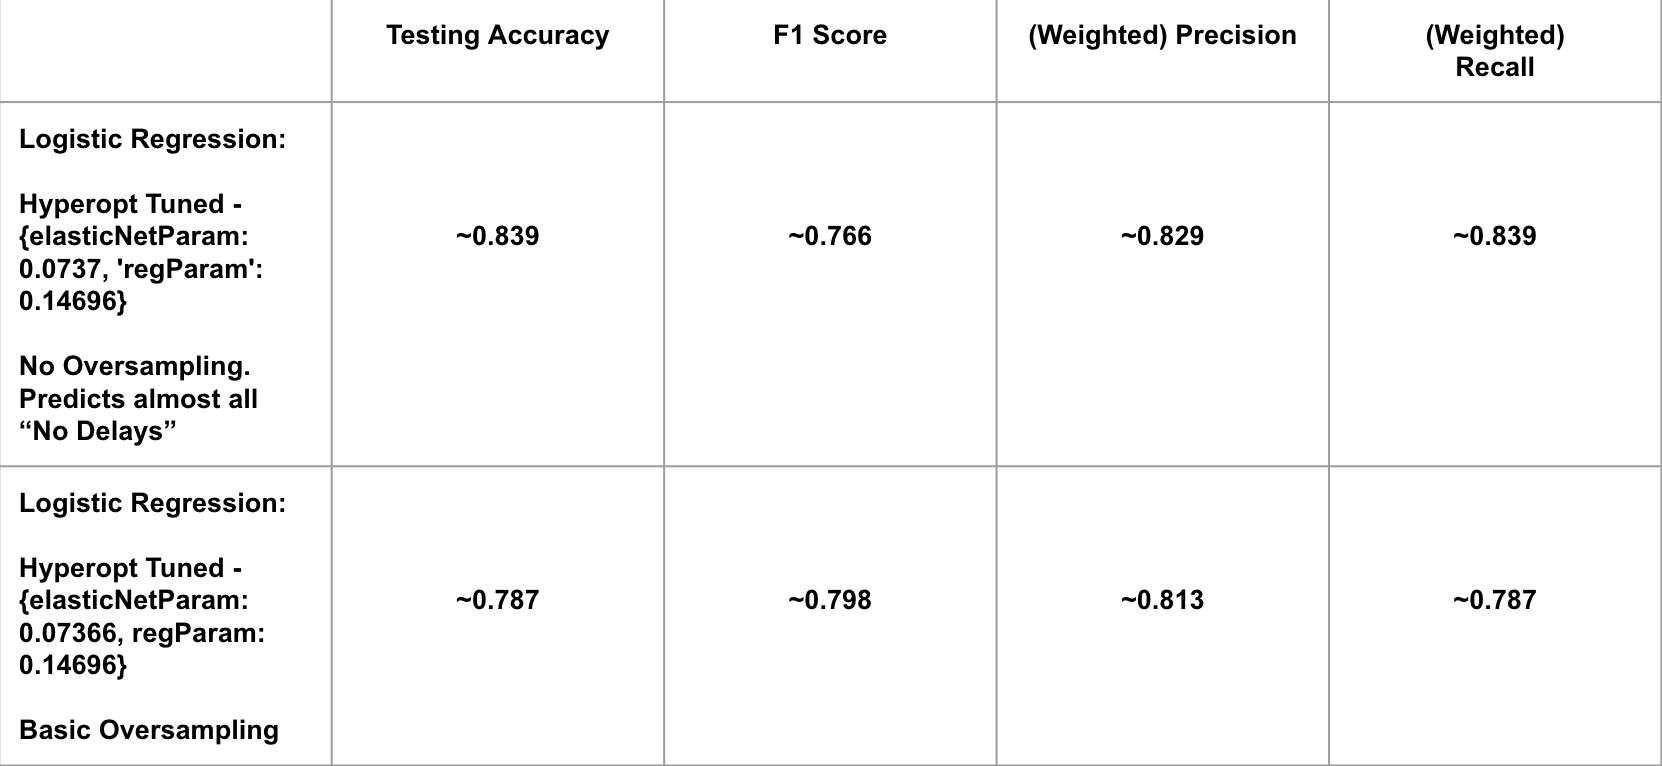 Testing Accuracy
F1 Score
(Weighted) Precision
(Weighted)
Recall
Logistic Regression:
Hyperopt Tuned -
{elasticNetParam:
0.0737, 'regParam':
0.14696}
No Oversampling.
Predicts almost all
“No Delays”
~0.839
~0.766
~0.829
~0.839
Logistic Regression:
Hyperopt Tuned -
{elasticNetParam:
0.07366, regParam:
0.14696}
Basic Oversampling
~0.787
~0.798
~0.813
~0.787